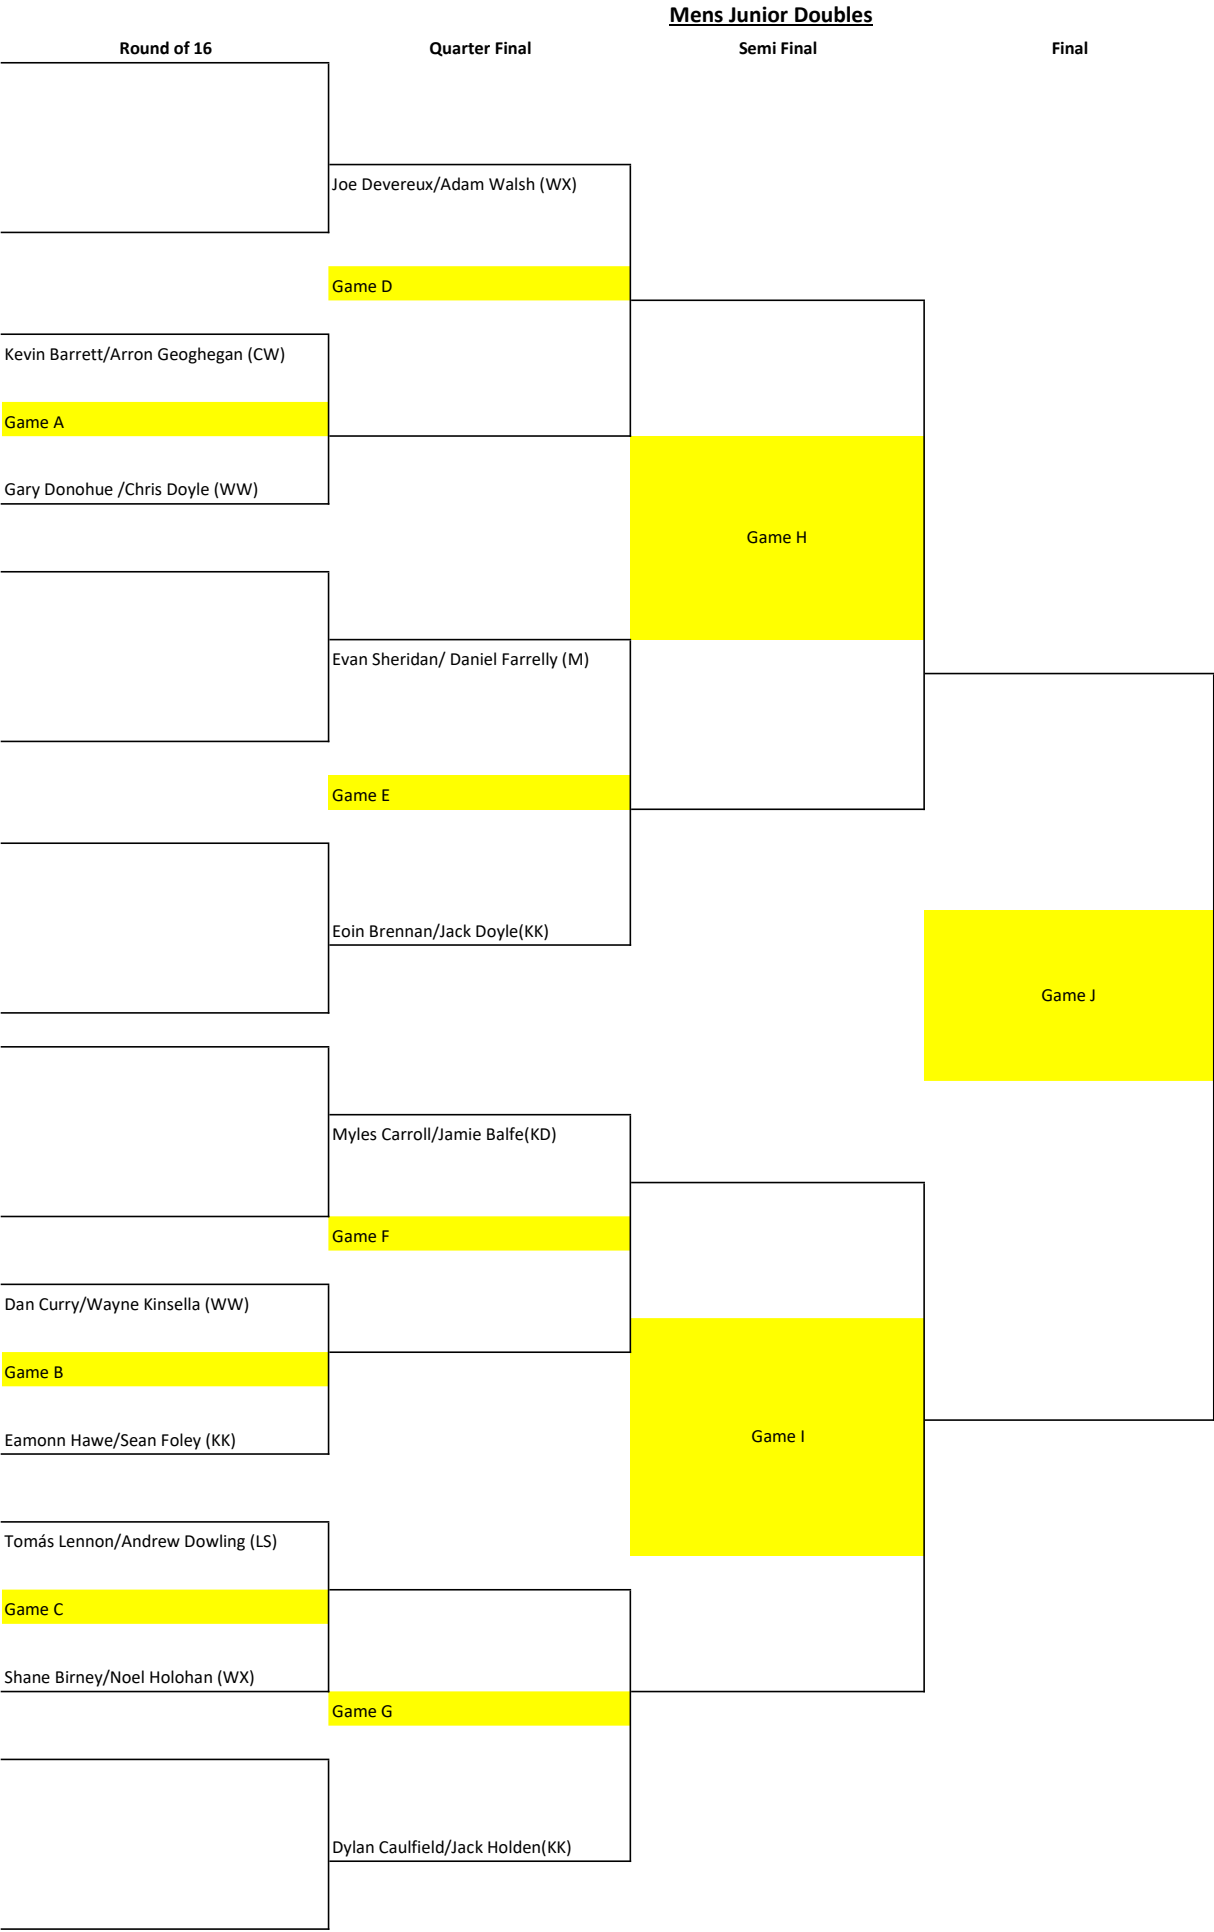 Mens Junior Doubles
Round of 16 Quarter Final Semi Final Final
Joe Devereux/Adam Walsh (WX)
Game D
Kevin Barrett/Arron Geoghegan (CW)
Game A
Gary Donohue /Chris Doyle (WW)
Game H
Evan Sheridan/ Daniel Farrelly (M)
Game E
Eoin Brennan/Jack Doyle(KK)
Game J
Myles Carroll/Jamie Balfe(KD)
Game F
Dan Curry/Wayne Kinsella (WW)
Game B
Eamonn Hawe/Sean Foley (KK)
Game I
Tomás Lennon/Andrew Dowling (LS)
Game C
Shane Birney/Noel Holohan (WX)
Game G
Dylan Caulfield/Jack Holden(KK)